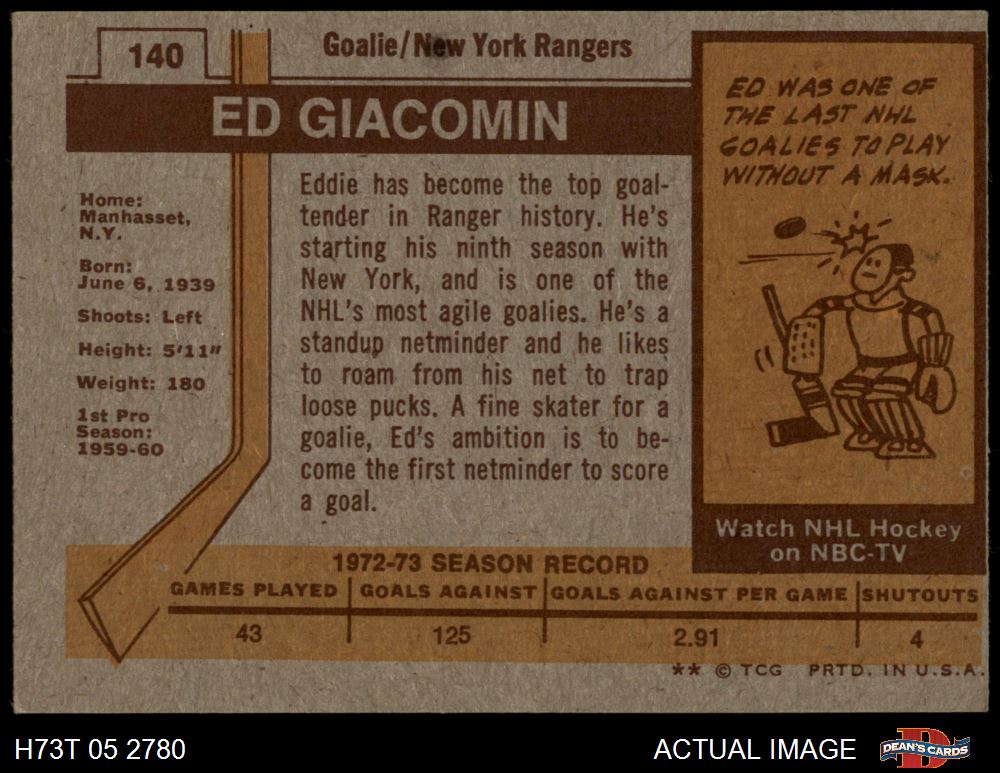 140
Goalie/New York Rangers
ED GIACOMIN
Home:
Manhasset,
N.Y.
Born:
June 6, 1939
Shoots: Left
Height: 5'11"
Weight: 180
1st Pro
Season:
1959-60
Eddie has become the top goal-
tender in Ranger history. He's
starting his ninth season with
New York, and is one of the
NHL's most agile goalies. He's a
standup netminder and he likes
to roam from his net to trap
loose pucks. A fine skater for a
goalie, Ed's ambition is to be-
come the first netminder to score
a goal.
ED WAS ONE OF
THE LAST NHL
GOALIES TO PLAY
WITHOUT A MASK.
Watch NHL Hockey
on NBC-TV
1972-73 SEASON RECORD
GAMES PLAYED GOALS AGAINST GOALS AGAINST PER GAME SHUTOUTS
43 125 2.91 4
** © TCG PRTD. IN U.S.A.
H73T 05 2780 ACTUAL IMAGE
D
DEAN'S CARDS